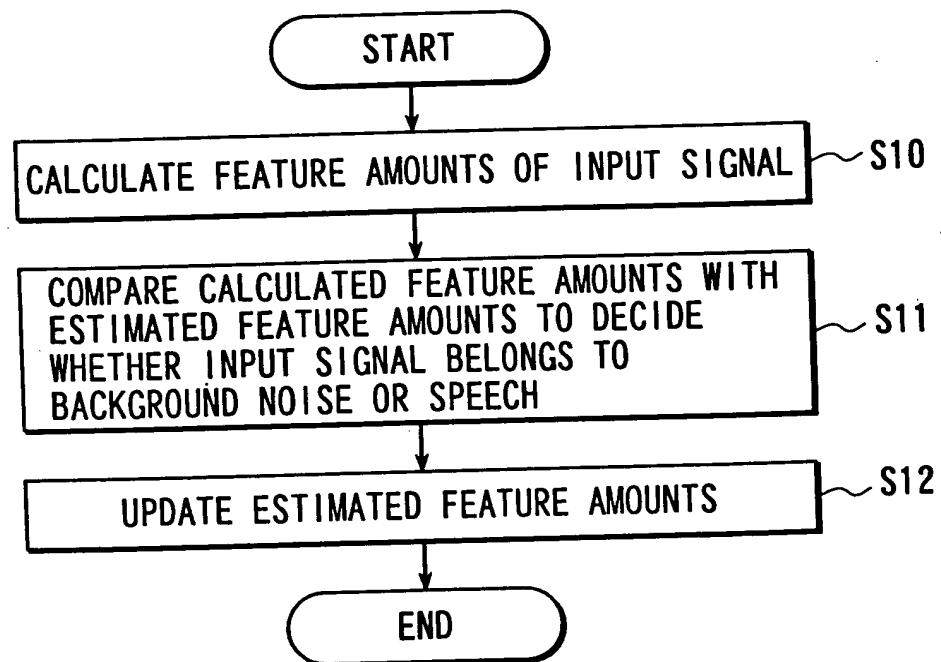 START
CALCULATE FEATURE AMOUNTS OF INPUT SIGNAL
S10
COMPARE CALCULATED FEATURE AMOUNTS WITH
ESTIMATED FEATURE AMOUNTS TO DECIDE
WHETHER INPUT SIGNAL BELONGS TO
BACKGROUND NOISE OR SPEECH
S11
UPDATE ESTIMATED FEATURE AMOUNTS
S12
END